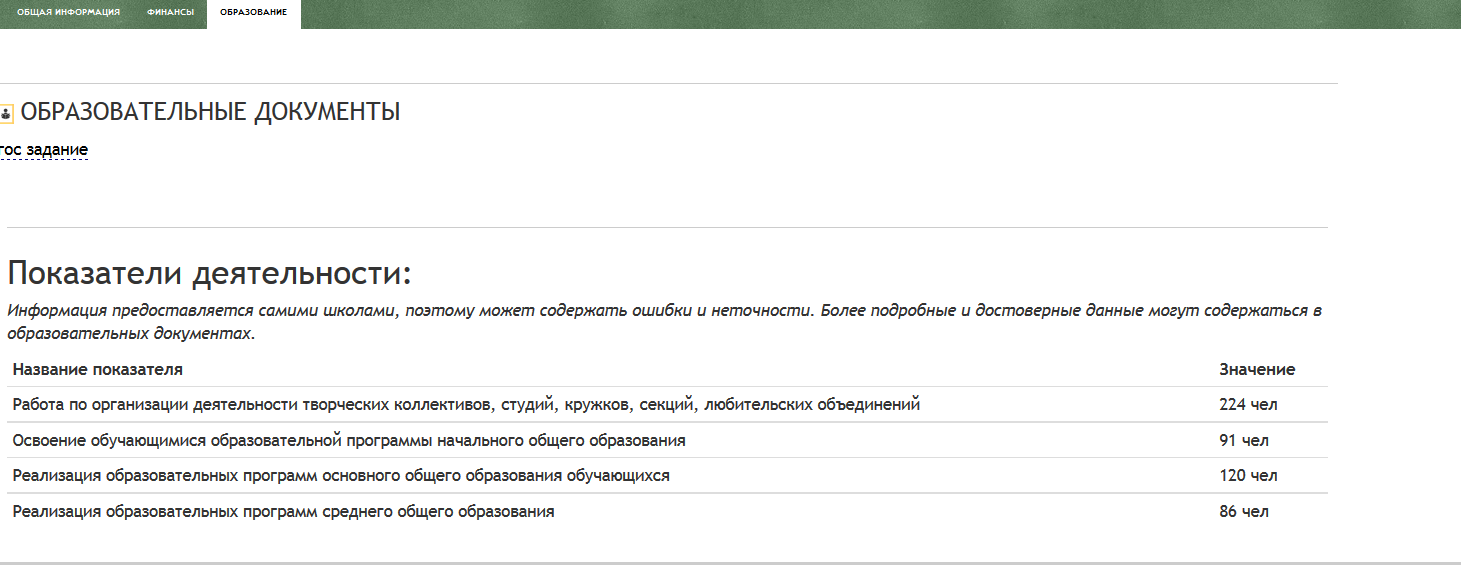 ОБЩАЯ ИНФОРМАЦИЯ ФИНАНСЫ ОБРАЗОВАНИЕ
ОБРАЗОВАТЕЛЬНЫЕ ДОКУМЕНТЫ
гос задание
Показатели деятельности:
Информация предоставляется самими школами, поэтому может содержать ошибки и неточности. Более подробные и достоверные данные могут содержаться в
образовательных документах.
Название показателя Значение
Работа по организации деятельности творческих коллективов, студий, кружков, секций, любительских объединений 224 чел
Освоение обучающимися образовательной программы начального общего образования 91 чел
Реализация образовательных программ основного общего образования обучающихся 120 чел
Реализация образовательных программ среднего общего образования 86 чел